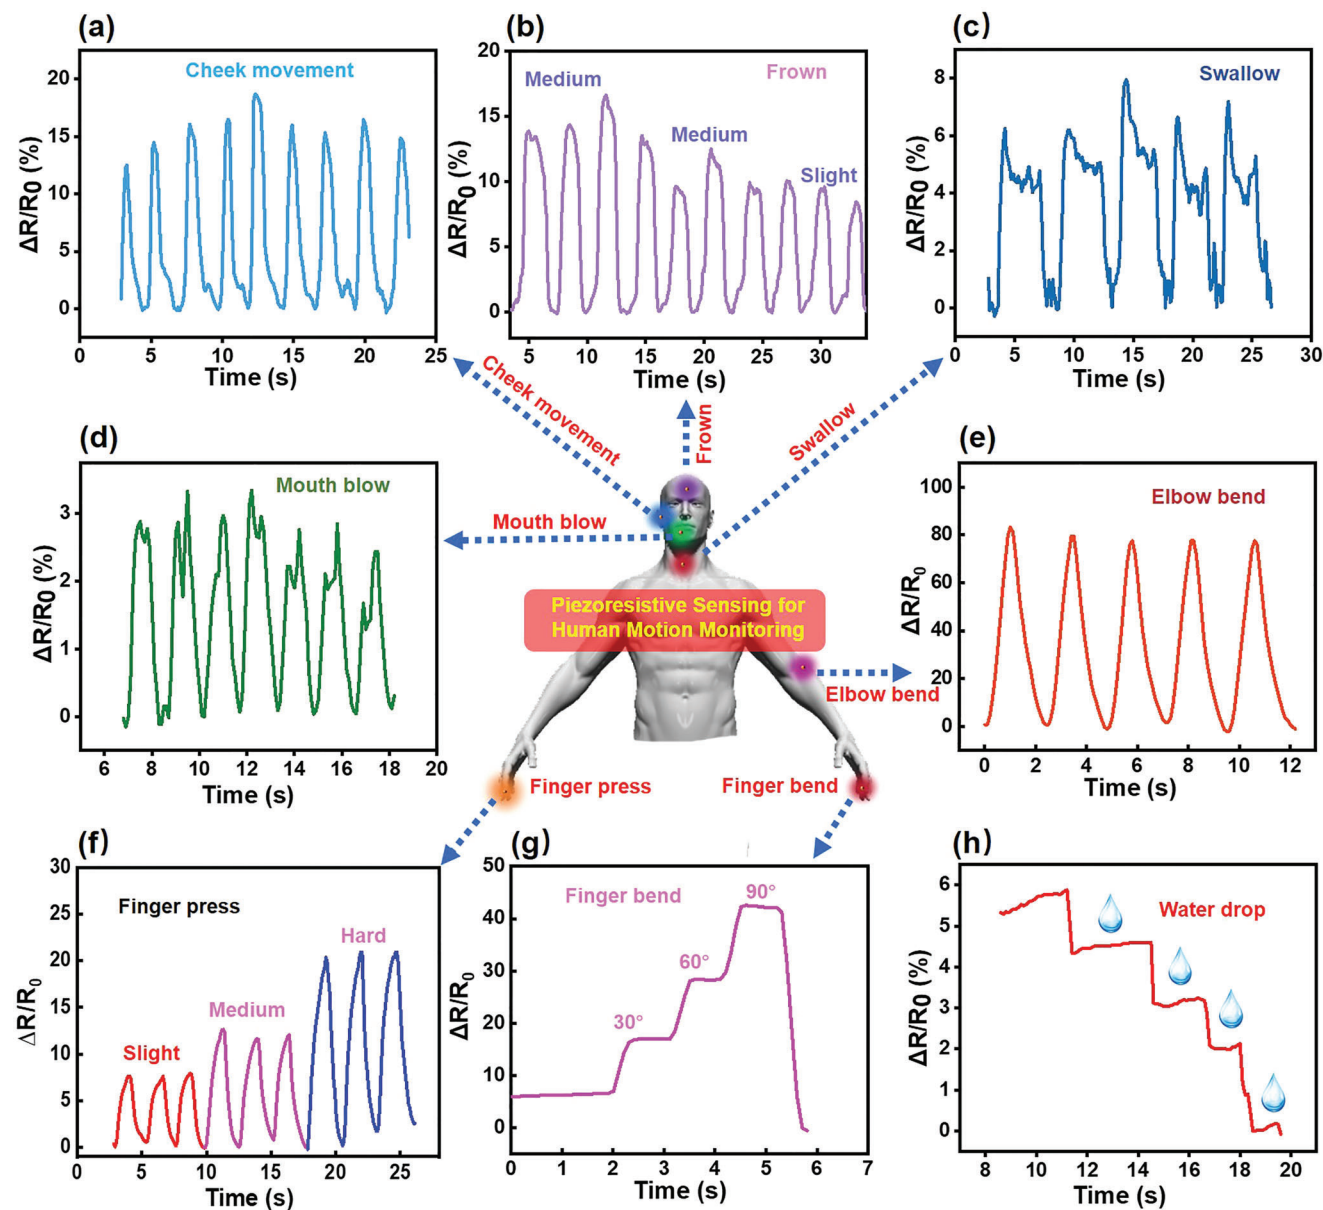 (a)
20
15
10
5
0
ΔR/R0 (%)
Cheek movement
0 5 10 15 20 25
Time (s)
(b)
20
15
10
5
0
ΔR/R0 (%)
Medium
Frown
Medium
Slight
5 10 15 20 25 30
Time (s)
(c)
8
6
4
2
0
ΔR/R0 (%)
Swallow
0 5 10 15 20 25 30
Time (s)
Cheek movement
Frown
Swallow
(d)
3
2
1
0
ΔR/R0 (%)
Mouth blow
6 8 10 12 14 16 18 20
Time (s)
Mouth blow
Piezoresistive Sensing for
Human Motion Monitoring
Elbow bend
Finger press
Finger bend
(e)
100
80
60
40
20
0
ΔR/R0
Elbow bend
0 2 4 6 8 10 12
Time (s)
(f)
30
25
20
15
10
5
0
ΔR/R0
Finger press
Hard
Medium
Slight
0 5 10 15 20 25
Time (s)
(g)
50
40
30
20
10
0
ΔR/R0
Finger bend
90°
60°
30°
0 1 2 3 4 5 6 7
Time (s)
(h)
6
5
4
3
2
1
0
ΔR/R0 (%)
Water drop
8 10 12 14 16 18 20
Time (s)